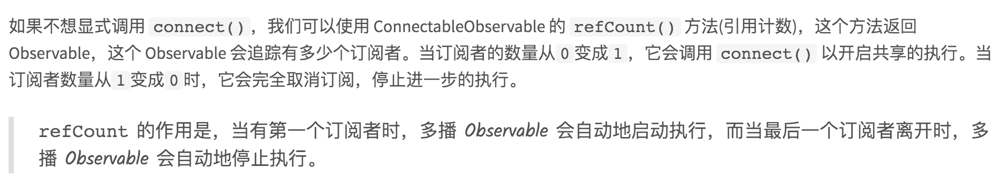 如果不想显式调用 connect()，我们可以使用 ConnectableObservable 的 refCount() 方法(引用计数)，这个方法返回
Observable，这个 Observable 会追踪有多少个订阅者。当订阅者的数量从 0 变成 1 ，它会调用 connect() 以开启共享的执行。当
订阅者数量从 1 变成 0 时，它会完全取消订阅，停止进一步的执行。
refCount 的作用是，当有第一个订阅者时，多播 Observable 会自动地启动执行，而当最后一个订阅者离开时，多
播 Observable 会自动地停止执行。